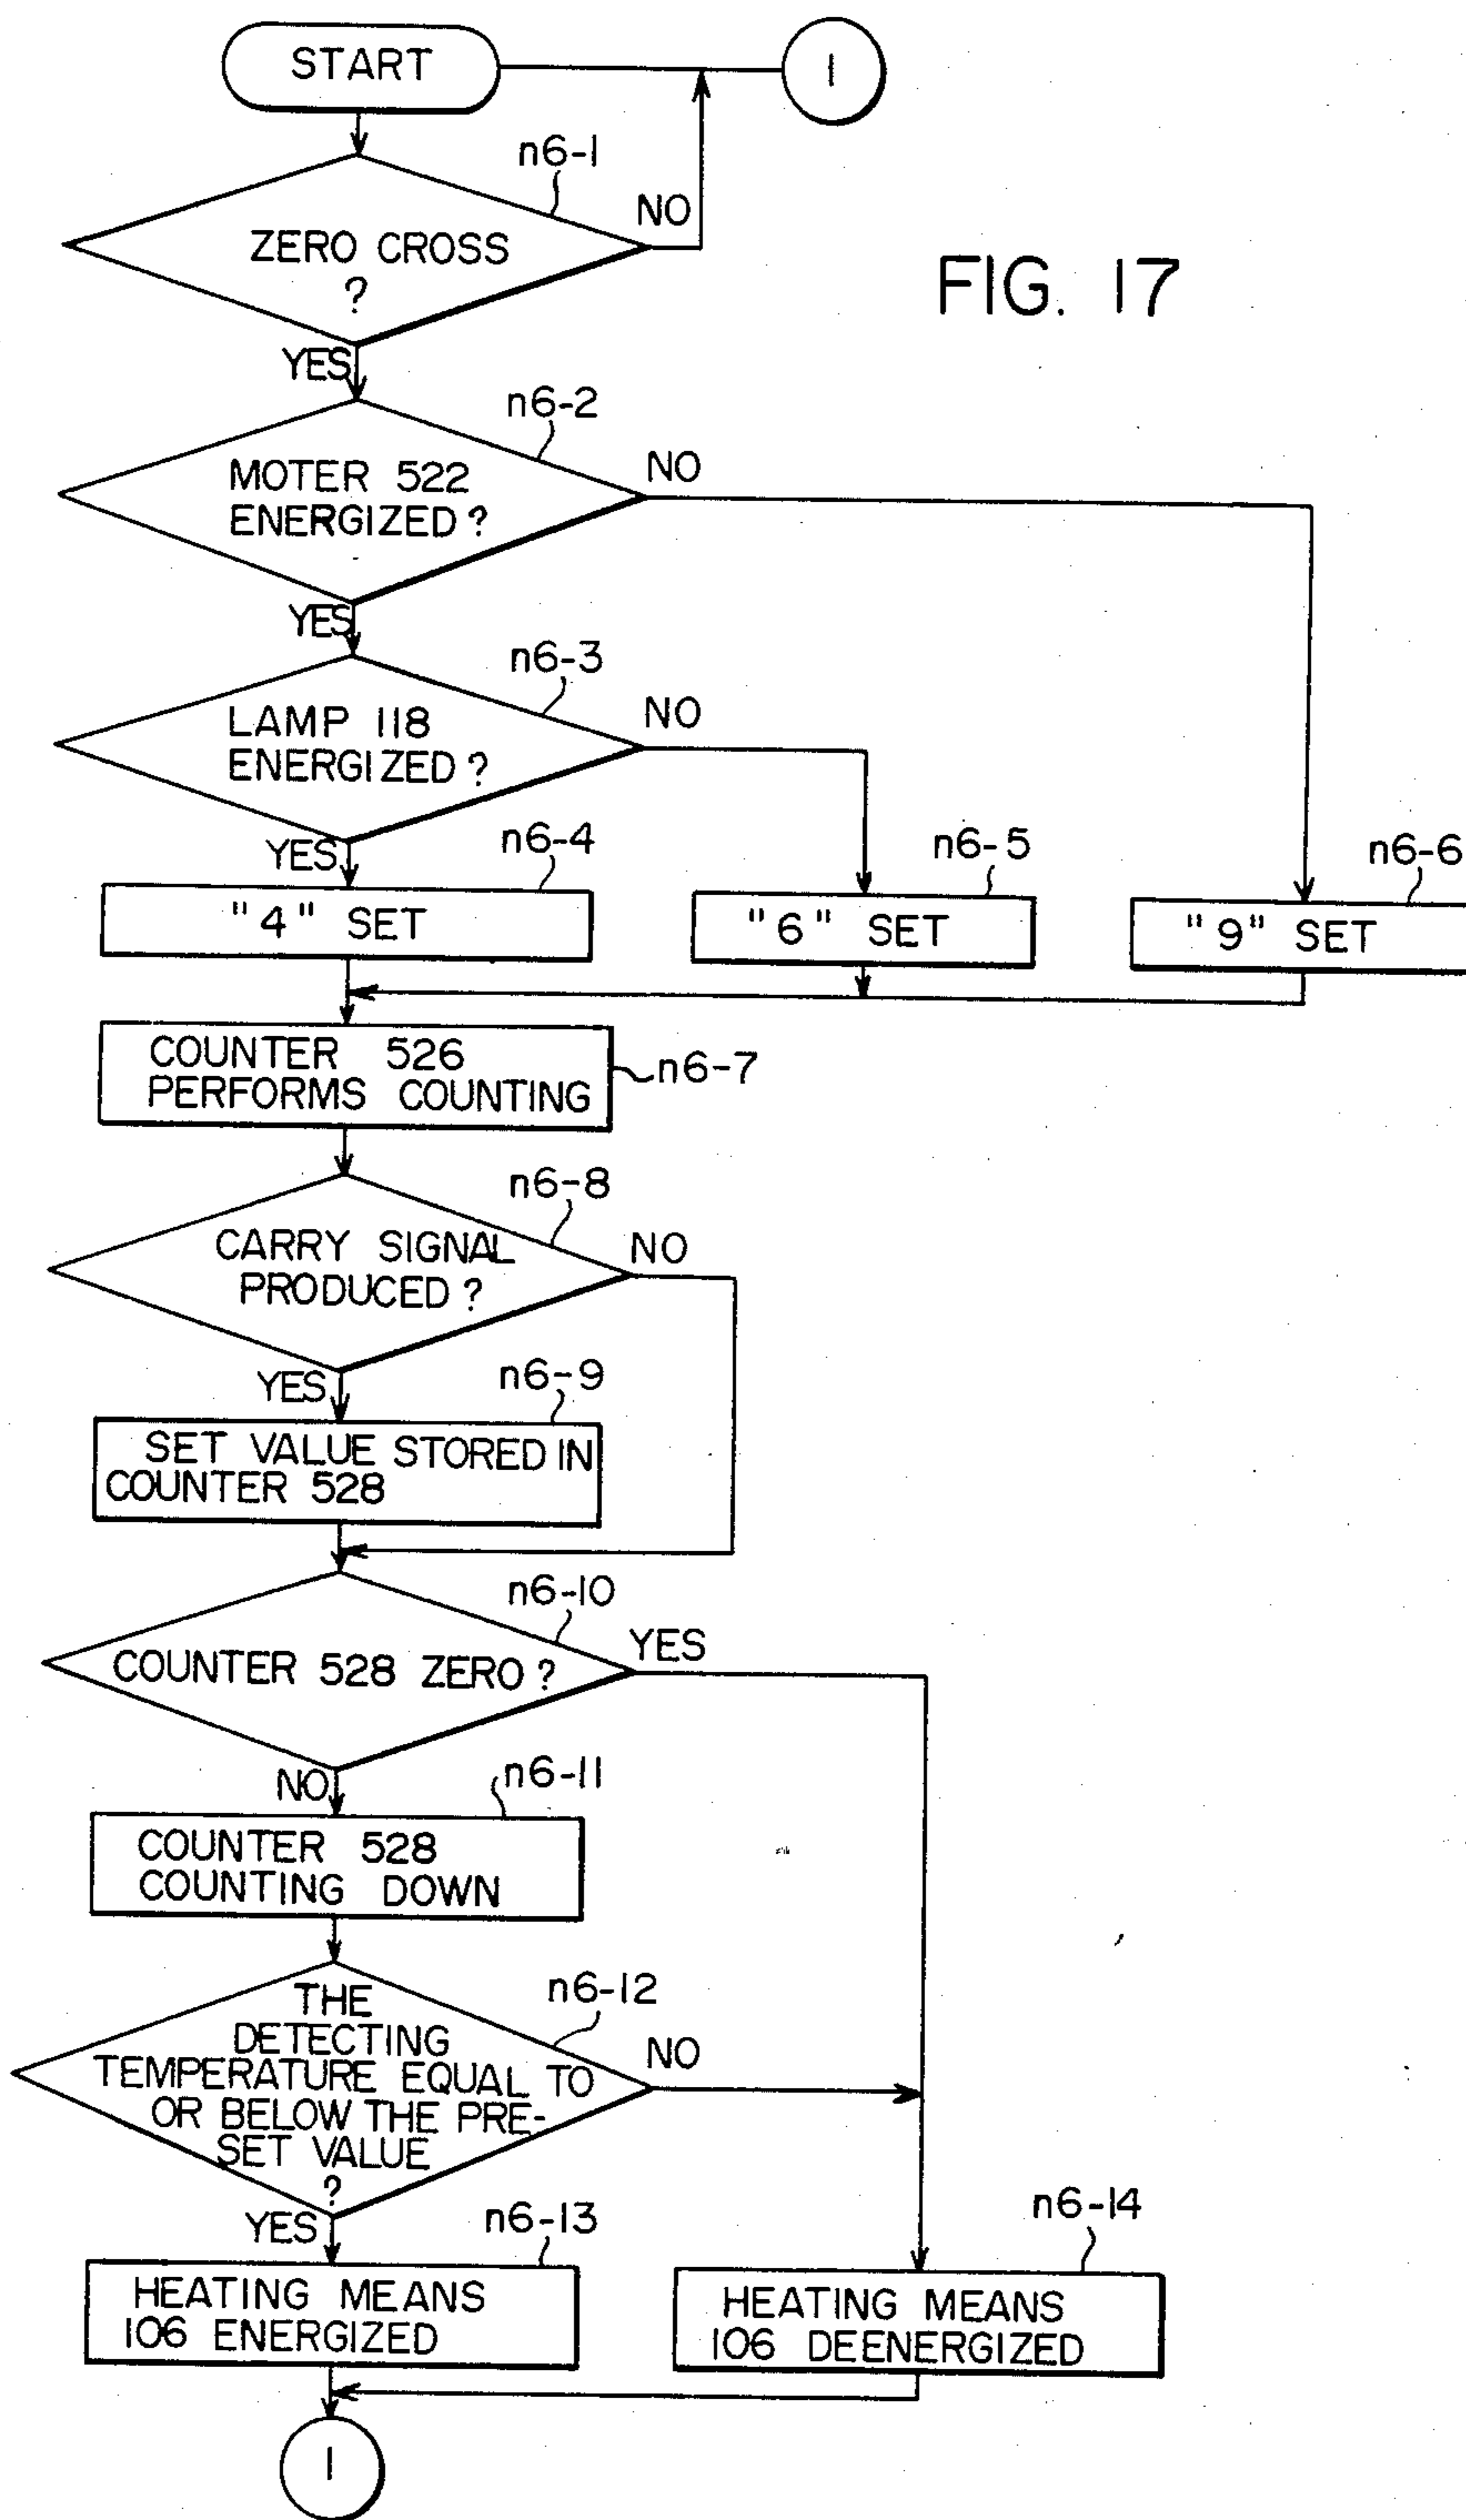 START
1
n6-1
NO
ZERO CROSS
?
FIG. 17
YES
n6-2
NO
MOTER 522
ENERGIZED ?
YES
n6-3
NO
LAMP 118
ENERGIZED ?
YES
n6-4
n6-5
n6-6
"4" SET
"6" SET
"9" SET
COUNTER 526
PERFORMS COUNTING
n6-7
n6-8
NO
CARRY SIGNAL
PRODUCED ?
YES
n6-9
SET VALUE STORED IN
COUNTER 528
n6-10
YES
COUNTER 528 ZERO ?
NO
n6-11
COUNTER 528
COUNTING DOWN
n6-12
NO
THE
DETECTING
TEMPERATURE EQUAL TO
OR BELOW THE PRE-
SET VALUE
?
YES
n6-13
n6-14
HEATING MEANS
106 ENERGIZED
HEATING MEANS
106 DEENERGIZED
1